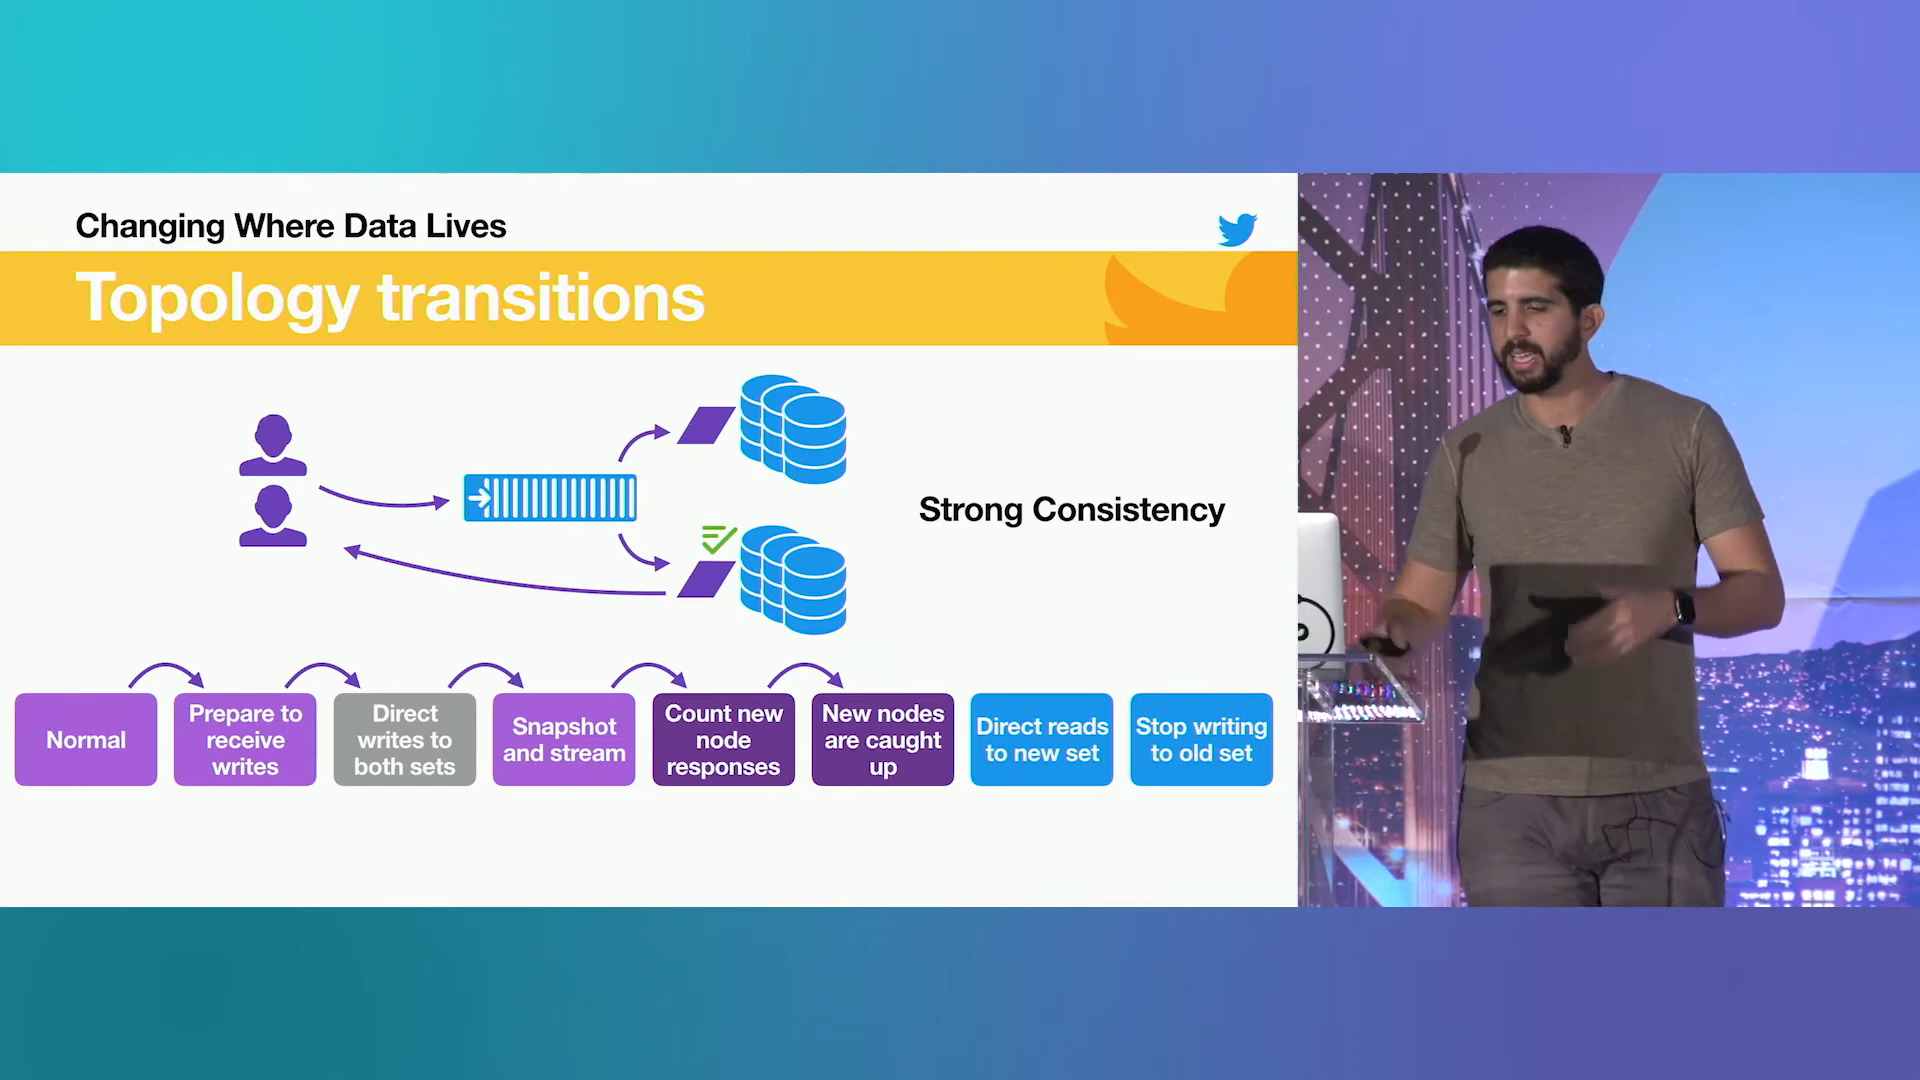 Changing Where Data Lives
Topology transitions
Strong Consistency
Normal
Prepare to
receive
writes
Direct
writes to
both sets
Snapshot
and stream
Count new
node
responses
New nodes
are caught
up
Direct reads
to new set
Stop writing
to old set